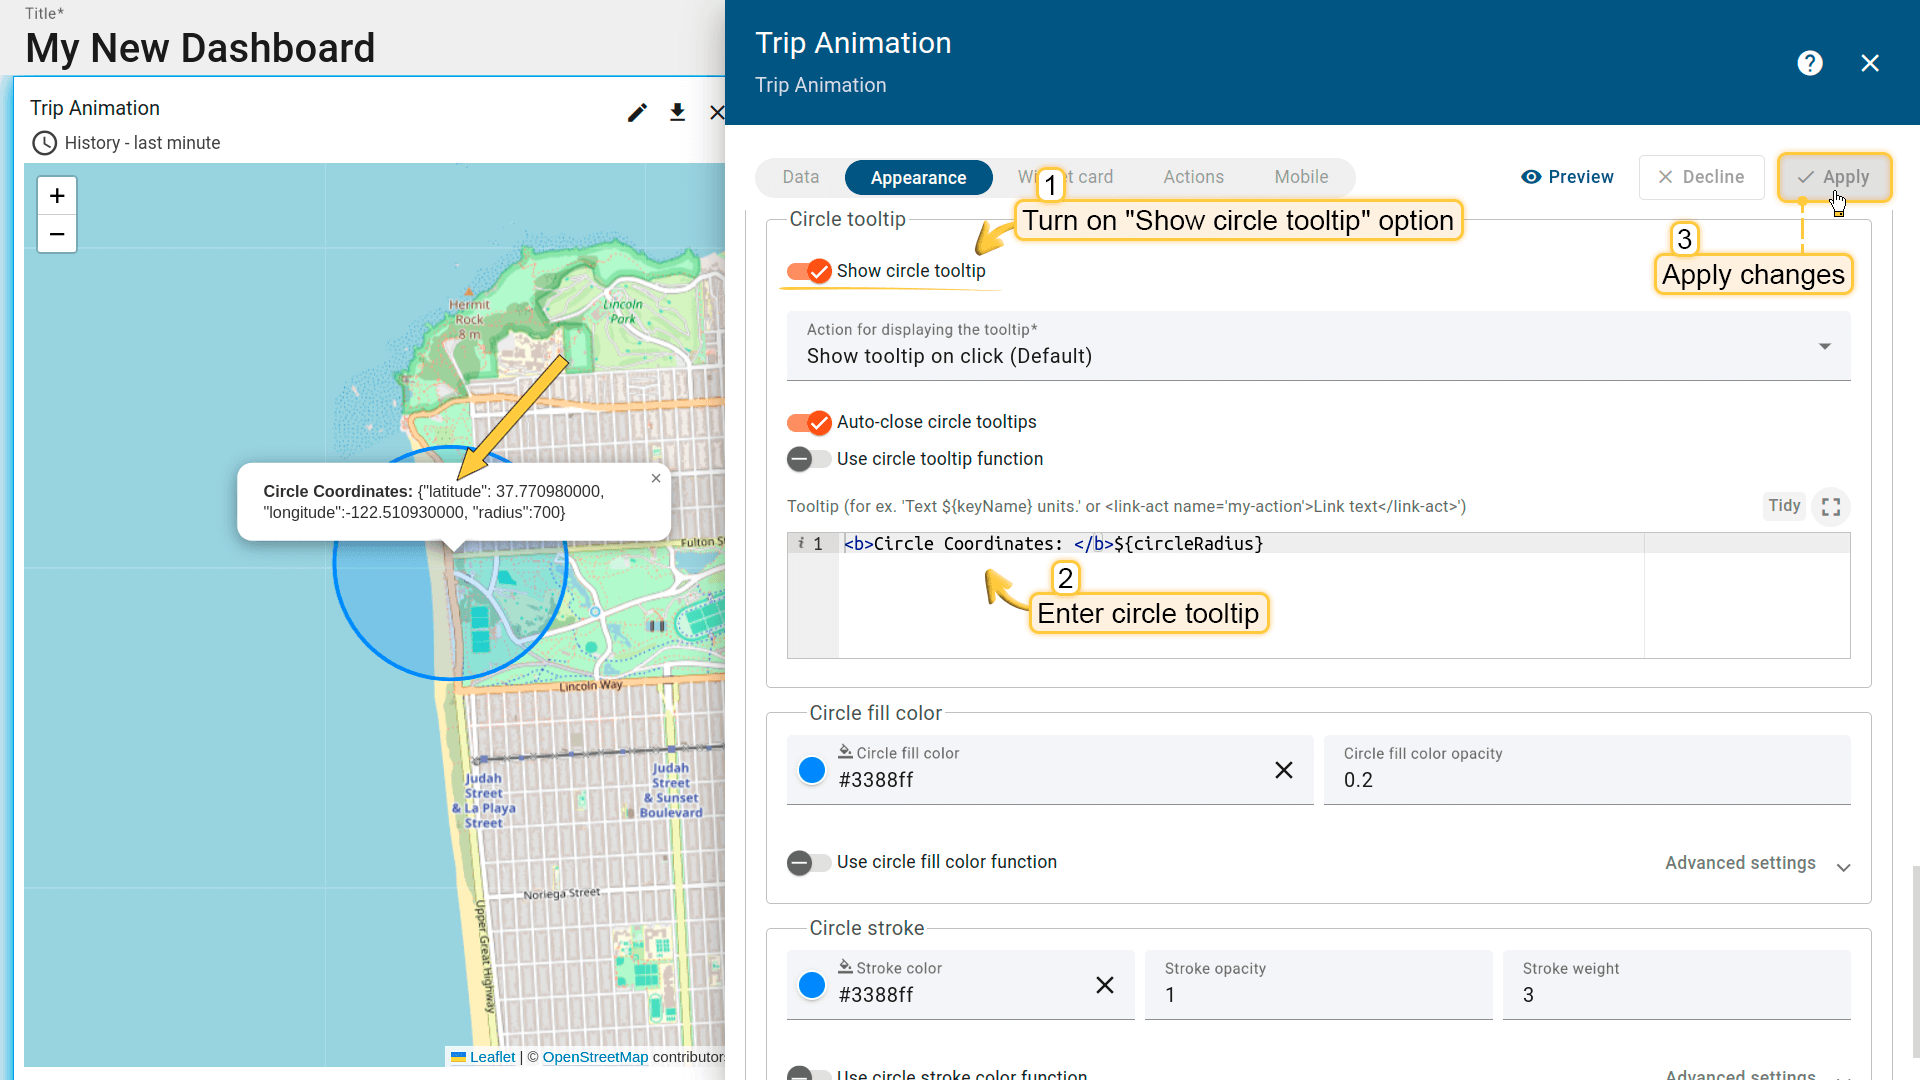 Title*
My New Dashboard
Trip Animation
History - last minute
+
−
Hermit
Rock
8 m
Lincoln
Park
Circle Coordinates: {"latitude": 37.770980000,
"longitude":-122.510930000, "radius":700}
×
Fulton St
Lincoln Way
Judah
Street
& La Playa
Street
Judah
Street
& Sunset
Boulevard
Noriega Street
Upper Great Highway
Leaflet | © OpenStreetMap contributor
Trip Animation
Trip Animation
?
Data
Appearance
card
Actions
Mobile
Preview
Decline
Apply
1
Turn on "Show circle tooltip" option
3
Apply changes
Circle tooltip
Show circle tooltip
Action for displaying the tooltip*
Show tooltip on click (Default)
Auto-close circle tooltips
Use circle tooltip function
Tooltip (for ex. 'Text ${keyName} units.' or <link-act name='my-action'>Link text</link-act>')
Tidy
i 1 <b>Circle Coordinates: </b>${circleRadius}
2
Enter circle tooltip
Circle fill color
Circle fill color
#3388ff
Circle fill color opacity
0.2
Use circle fill color function
Advanced settings
Circle stroke
Stroke color
#3388ff
Stroke opacity
1
Stroke weight
3
Use circle stroke color function
Advanced settings